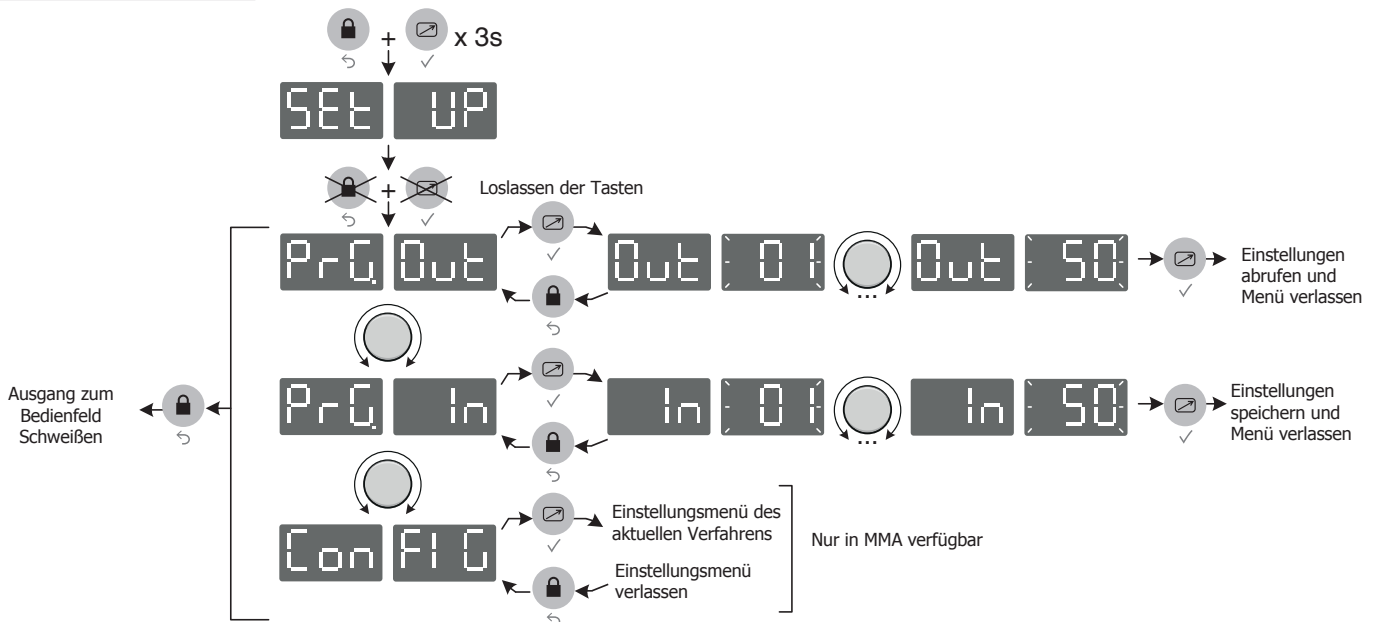 + x 3s
SEt UP
+ Loslassen der Tasten
PrG. Out
Out 01
...
Out 50
Einstellungen
abrufen und
Menü verlassen
Ausgang zum
Bedienfeld
Schweißen
PrG. In
In 01
...
In 50
Einstellungen
speichern und
Menü verlassen
Con FIG
Einstellungsmenü des
aktuellen Verfahrens
Einstellungsmenü
verlassen
Nur in MMA verfügbar